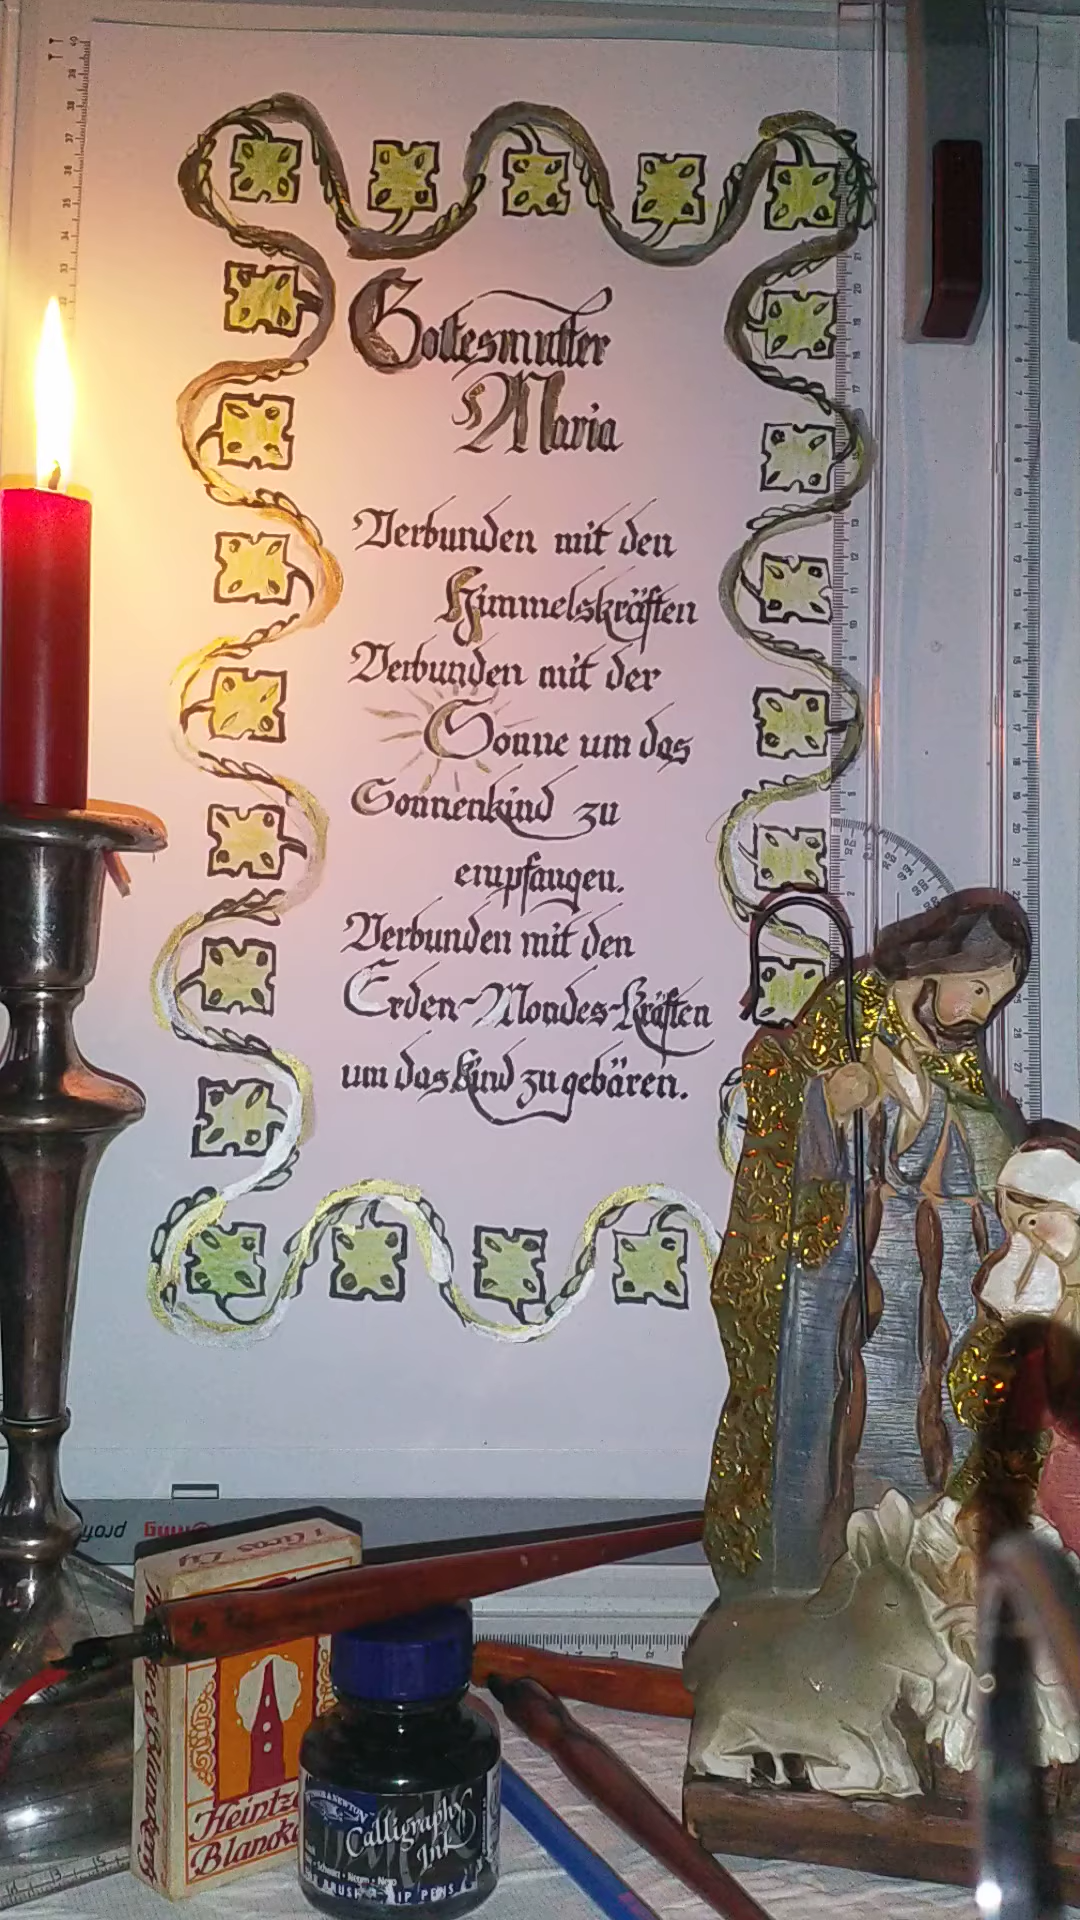 Gottesmutter
Maria
Verbunden mit den
Himmelskräften
Verbunden mit der
Sonne um das
Sonnenkind zu
empfangen.
Verbunden mit den
Erden-Mondes-Kräften
um das Kind zu gebären.
Heintze
Blancke
Calligraphy
Ink